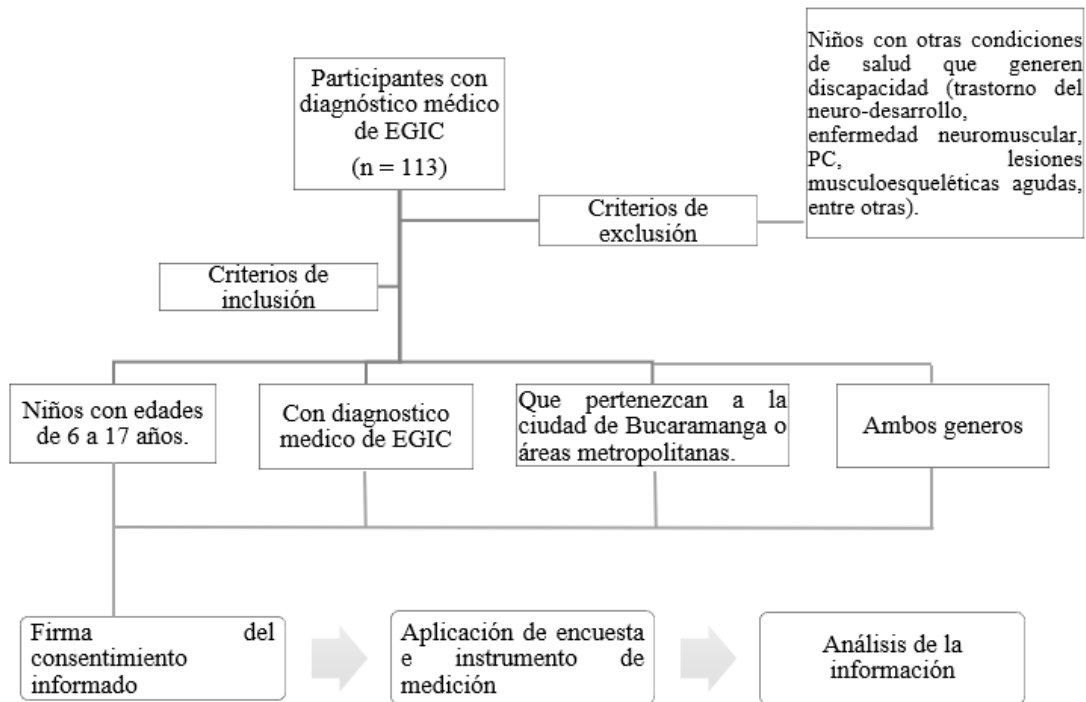 Participantes con
diagnóstico médico
de EGIC
(n = 113)
Niños con otras condiciones
de salud que generen
discapacidad (trastorno del
neuro-desarrollo,
enfermedad neuromuscular,
PC, lesiones
musculoesqueléticas agudas,
entre otras).
Criterios de
exclusión
Criterios de
inclusión
Niños con edades
de 6 a 17 años.
Con diagnostico
medico de EGIC
Que pertenezcan a la
ciudad de Bucaramanga o
áreas metropolitanas.
Ambos generos
Firma del
consentimiento
informado
Aplicación de encuesta
e instrumento de
medición
Análisis de la
información